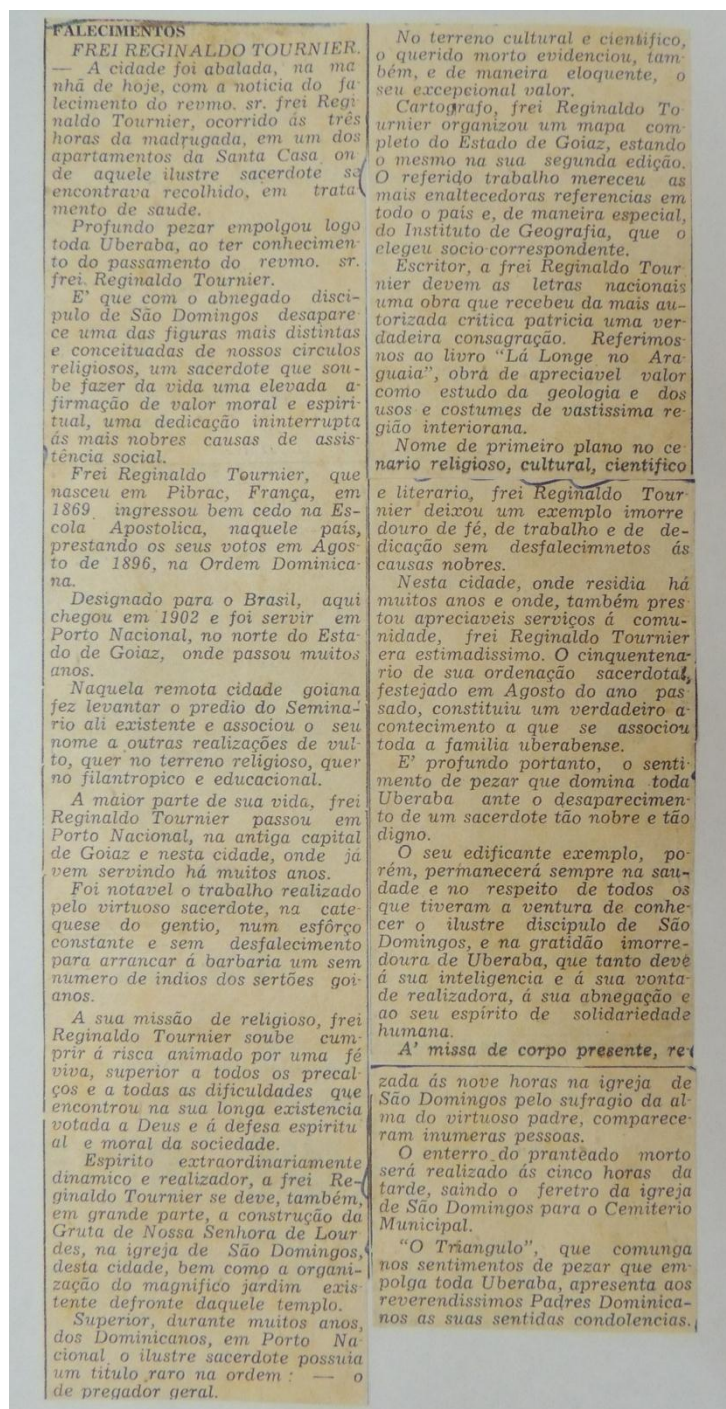 FALECIMENTOS
FREI REGINALDO TOURNIER.
— A cidade foi abalada, na ma
nhã de hoje, com a noticia do fa-
lecimento do revmo. sr. frei Regi
naldo Tournier, ocorrido ás três
horas da madrugada, em um dos
apartamentos da Santa Casa on
de aquele ilustre sacerdote se
encontrava recolhido, em trata
mento de saude.
Profundo pezar empolgou logo
toda Uberaba, ao ter conhecimen-
to do passamento do revmo. sr.
frei. Reginaldo Tournier.
E' que com o abnegado disci-
pulo de São Domingos desapare-
ce uma das figuras mais distintas
e conceituadas de nossos circulos
religiosos, um sacerdote que sou-
be fazer da vida uma elevada a-
firmação de valor moral e espiri-
tual, uma dedicação ininterrupta
ás mais nobres causas de assis-
tência social.
Frei Reginaldo Tournier, que
nasceu em Pibrac, França, em
1869, ingressou bem cedo na Es-
cola Apostolica, naquele país,
prestando os seus votos em Agos-
to de 1896, na Ordem Dominica-
na.
Designado para o Brasil, aqui
chegou em 1902 e foi servir em
Porto Nacional, no norte do Esta-
do de Goiaz, onde passou muitos
anos.
Naquela remota cidade goiana
fez levantar o predio do Semina-
rio ali existente e associou o seu
nome a outras realizações de vul-
to, quer no terreno religioso, quer
no filantropico e educacional.
A maior parte de sua vida, frei
Reginaldo Tournier passou em
Porto Nacional, na antiga capital
de Goiaz e nesta cidade, onde já
vem servindo há muitos anos.
Foi notavel o trabalho realizado
pelo virtuoso sacerdote, na cate-
quese do gentio, num esfôrço
constante e sem desfalecimento
para arrancar á barbaria um sem
numero de indios dos sertões goi-
anos.
A sua missão de religioso, frei
Reginaldo Tournier soube cum-
prir á risca animado por uma fé
viva, superior a todos os precal-
ços e a todas as dificuldades que
encontrou na sua longa existencia
votada a Deus e á defesa espiritu
al e moral da sociedade.
Espirito extraordinariamente
dinamico e realizador, a frei Re-
ginaldo Tournier se deve, também,
em grande parte, a construção da
Gruta de Nossa Senhora de Lour
des, na igreja de São Domingos,
desta cidade, bem como a organi-
zação do magnifico jardim exis-
tente defronte daquele templo.
Superior, durante muitos anos,
dos Dominicanos, em Porto Na-
cional o ilustre sacerdote possuia
um titulo raro na ordem : — o
de pregador geral.
No terreno cultural e cientifico,
o querido morto evidenciou, tam-
bém, e de maneira eloquente, o
seu excepcional valor.
Cartografo, frei Reginaldo To-
urnier organizou um mapa com-
pleto do Estado de Goiaz, estando
o mesmo na sua segunda edição.
O referido trabalho mereceu as
mais enaltecedoras referencias em
todo o país e, de maneira especial,
do Instituto de Geografia, que o
elegeu socio-correspondente.
Escritor, a frei Reginaldo Tour
nier devem as letras nacionais
uma obra que recebeu da mais au-
torizada critica patricia uma ver-
dadeira consagração. Referimos-
nos ao livro "Lá Longe no Ara-
guaia", obra de apreciavel valor
como estudo da geologia e dos
usos e costumes de vastissima re-
gião interiorana.
Nome de primeiro plano no ce-
nario religioso, cultural, cientifico
e literario, frei Reginaldo Tour
nier deixou um exemplo imorre
douro de fé, de trabalho e de de-
dicação sem desfalecimnetos ás
causas nobres.
Nesta cidade, onde residia há
muitos anos e onde, também pres
tou apreciaveis serviços á comu-
nidade, frei Reginaldo Tournier
era estimadissimo. O cinquentena-
rio de sua ordenação sacerdotal,
festejado em Agosto do ano pas
sado, constituiu um verdadeiro a-
contecimento a que se associou
toda a familia uberabense.
E' profundo portanto, o senti-
mento de pezar que domina toda
Uberaba ante o desaparecimen-
to de um sacerdote tão nobre e tão
digno.
O seu edificante exemplo, po-
rém, permanecerá sempre na sau-
dade e no respeito de todos os
que tiveram a ventura de conhe-
cer o ilustre discipulo de São
Domingos, e na gratidão imorre-
doura de Uberaba, que tanto deve
á sua inteligencia e á sua vonta-
de realizadora, á sua abnegação e
ao seu espírito de solidariedade
humana.
A' missa de corpo presente, re
zada ás nove horas na igreja de
São Domingos pelo sufragio da al-
ma do virtuoso padre, comparece-
ram inumeras pessoas.
O enterro do pranteado morto
será realizado ás cinco horas da
tarde, saindo o feretro da igreja
de São Domingos para o Cemiterio
Municipal.
"O Triangulo", que comunga
nos sentimentos de pezar que em-
polga toda Uberaba, apresenta aos
reverendissimos Padres Dominica-
nos as suas sentidas condolencias.